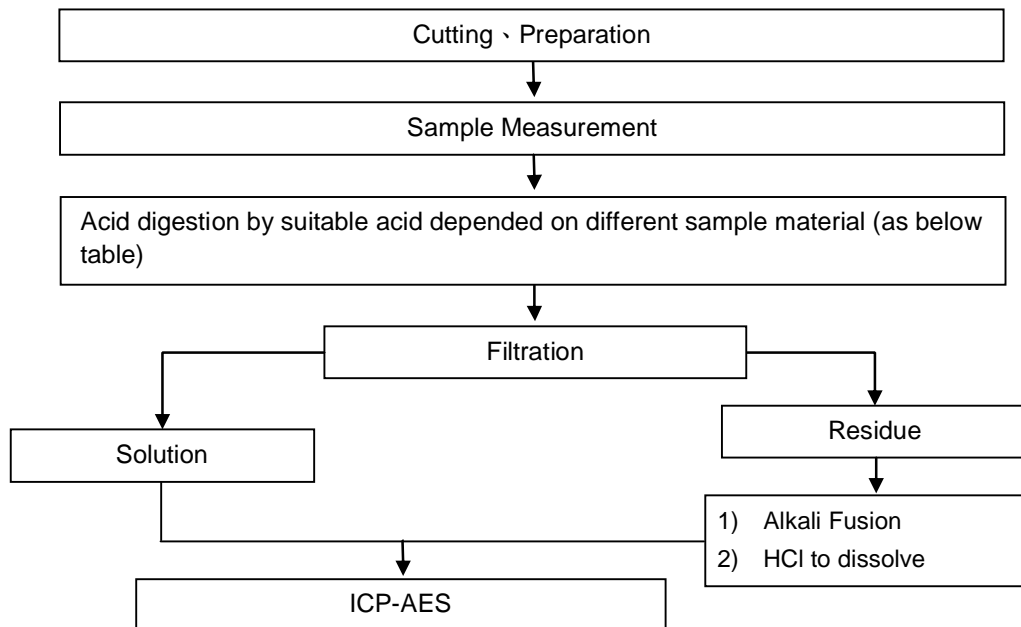 Cutting、Preparation
Sample Measurement
Acid digestion by suitable acid depended on different sample material (as below
table)
Filtration
Solution
Residue
1) Alkali Fusion
2) HCl to dissolve
ICP-AES